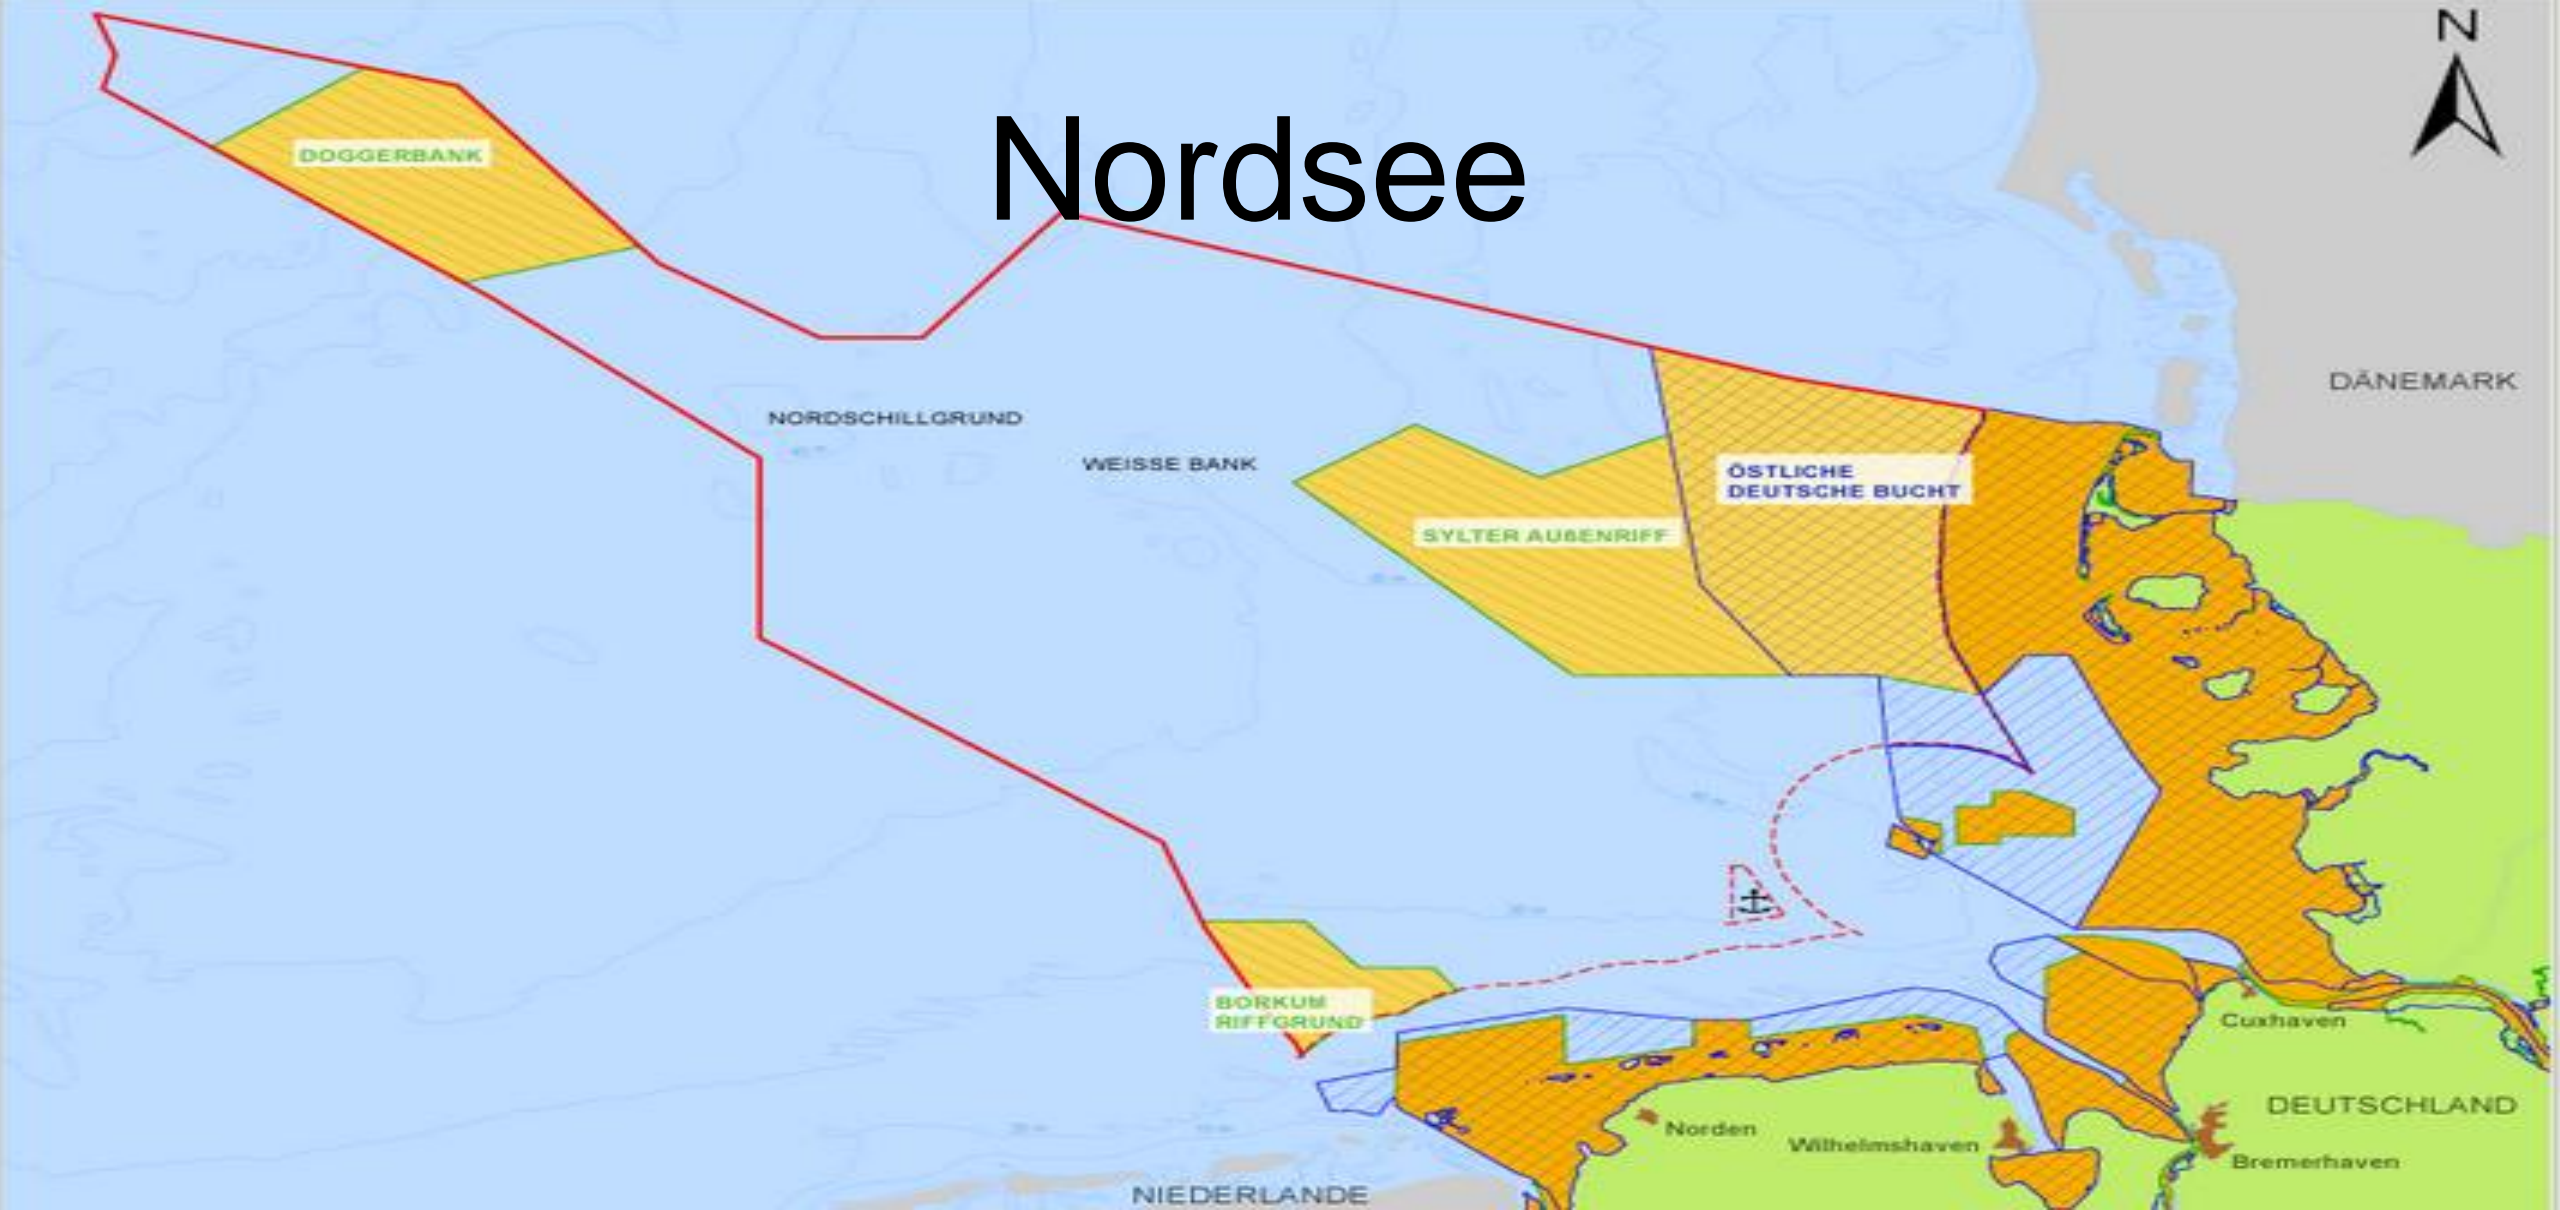 N
Nordsee
DOGGERBANK
DÄNEMARK
NORDSCHILLGRUND
WEISSE BANK
ÖSTLICHE
DEUTSCHE BUCHT
SYLTER AUßENRIFF
BORKUM
RIFFGRUND
Cuxhaven
DEUTSCHLAND
Norden
Wilhelmshaven
Bremerhaven
NIEDERLANDE